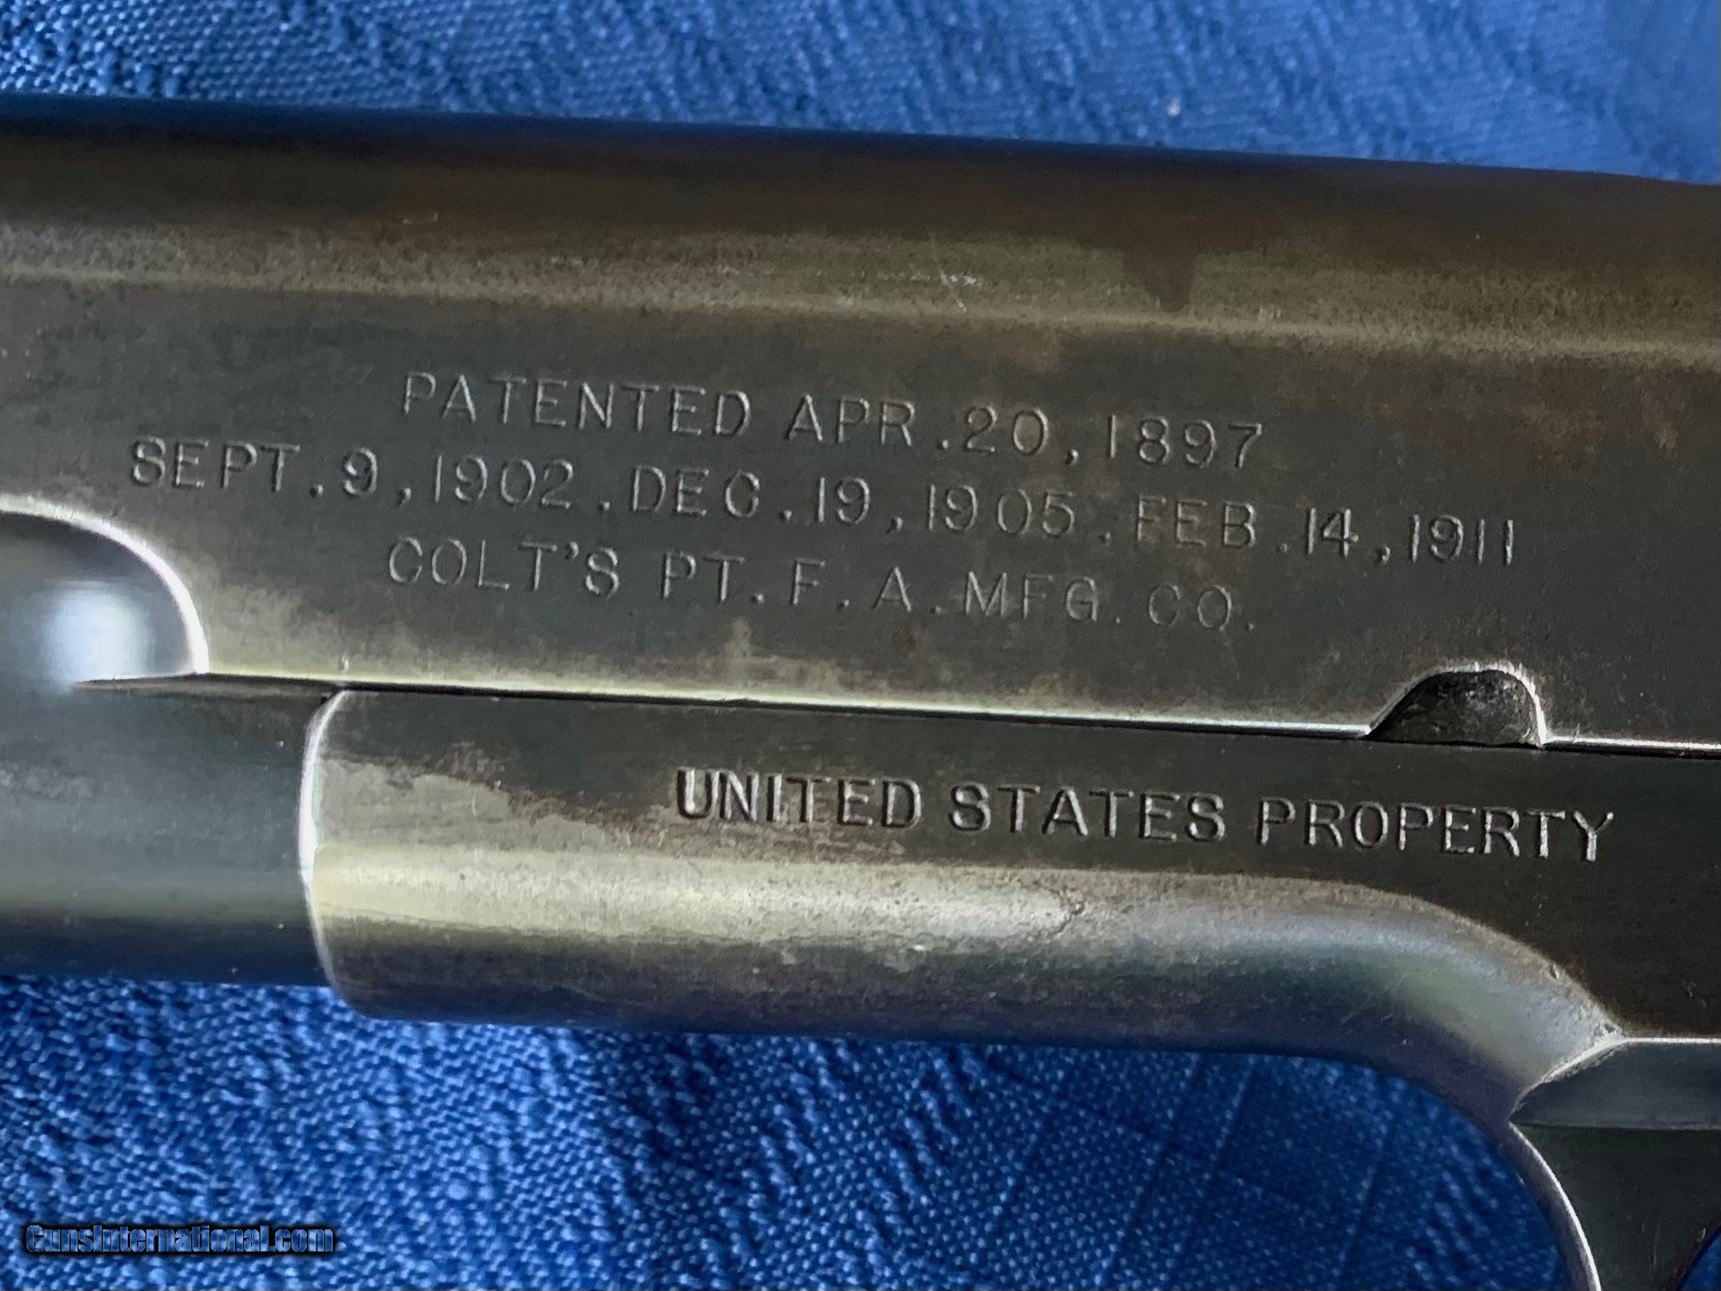 PATENTED APR.20,1897
SEPT.9,1902.DEC.19,1905.FEB.14,1911
COLT'S PT.F.A.MFG.CO.
UNITED STATES PROPERTY
GunsInternational.com